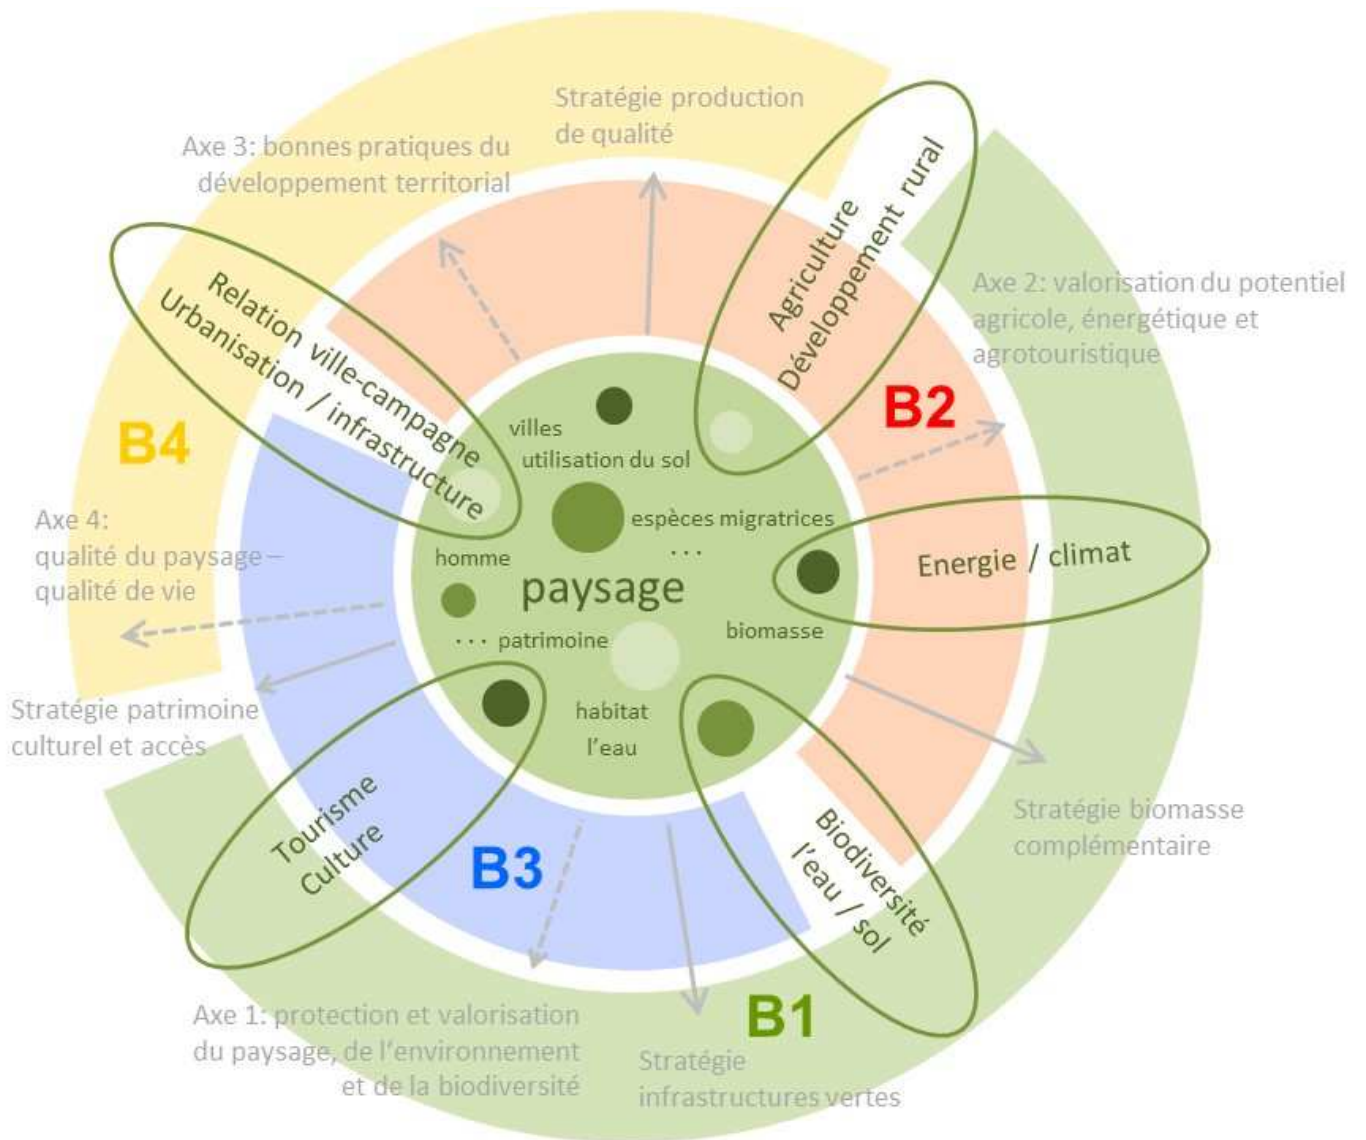 Stratégie production
de qualité
Axe 3: bonnes pratiques du
développement territorial
Agriculture
Développement rural
Relation ville-campagne
Urbanisation / infrastructure
Axe 2: valorisation du potentiel
agricole, énergétique et
agrotouristique
B2
B4
villes
utilisation du sol
espèces migratrices
...
homme
paysage
Energie / climat
Axe 4:
qualité du paysage –
qualité de vie
biomasse
... patrimoine
Stratégie patrimoine
culturel et accès
habitat
l'eau
Tourisme
Culture
B3
Biodiversité
l'eau / sol
Stratégie biomasse
complémentaire
B1
Axe 1: protection et valorisation
du paysage, de l'environnement
et de la biodiversité
Stratégie
infrastructures vertes